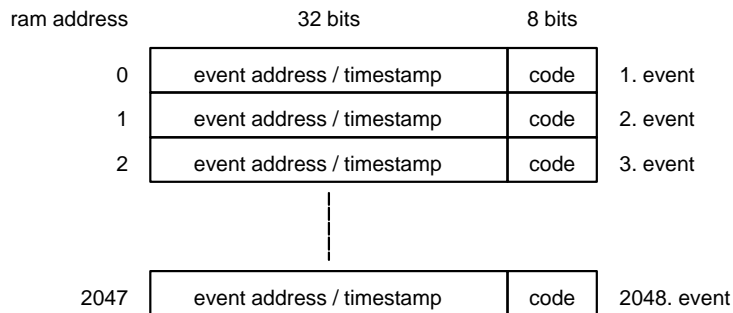 ram address 32 bits 8 bits
0 event address / timestamp code 1. event
1 event address / timestamp code 2. event
2 event address / timestamp code 3. event
2047 event address / timestamp code 2048. event